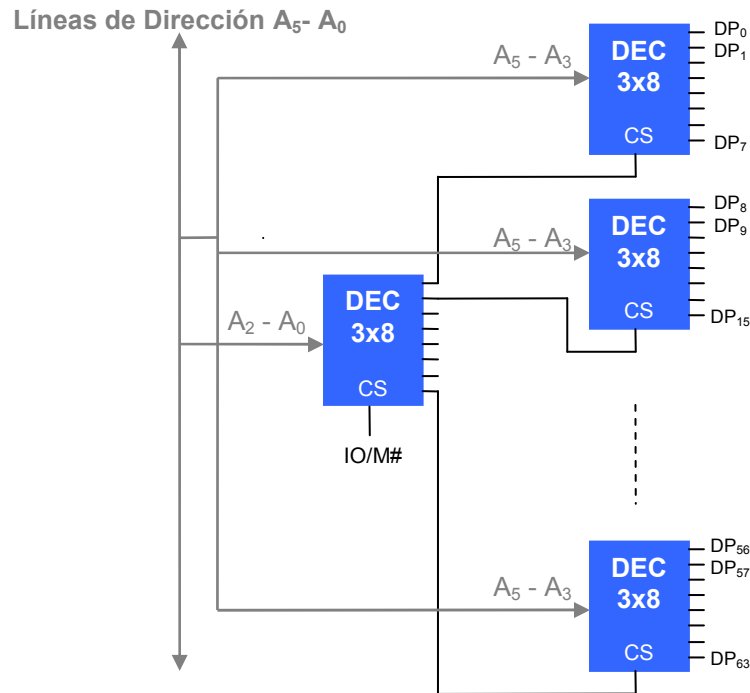 Líneas de Dirección A₅- A₀
A₅ – A₃
DEC
3x8
CS
DP₀
DP₁
DP₇
A₅ – A₃
DEC
3x8
CS
DP₈
DP₉
DP₁₅
A₂ - A₀
DEC
3x8
CS
IO/M#
A₅ – A₃
DEC
3x8
CS
DP₅₆
DP₅₇
DP₆₃